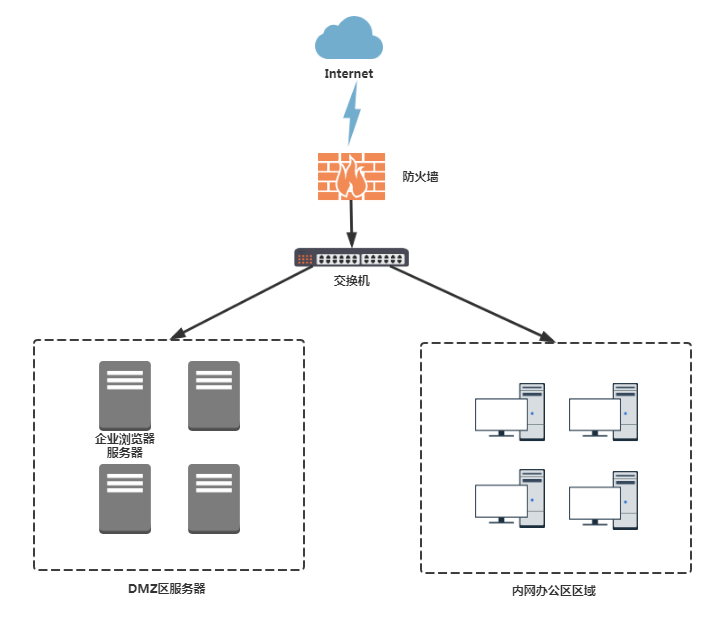 Internet
防火墙
交换机
企业浏览器
服务器
DMZ区服务器
内网办公区区域